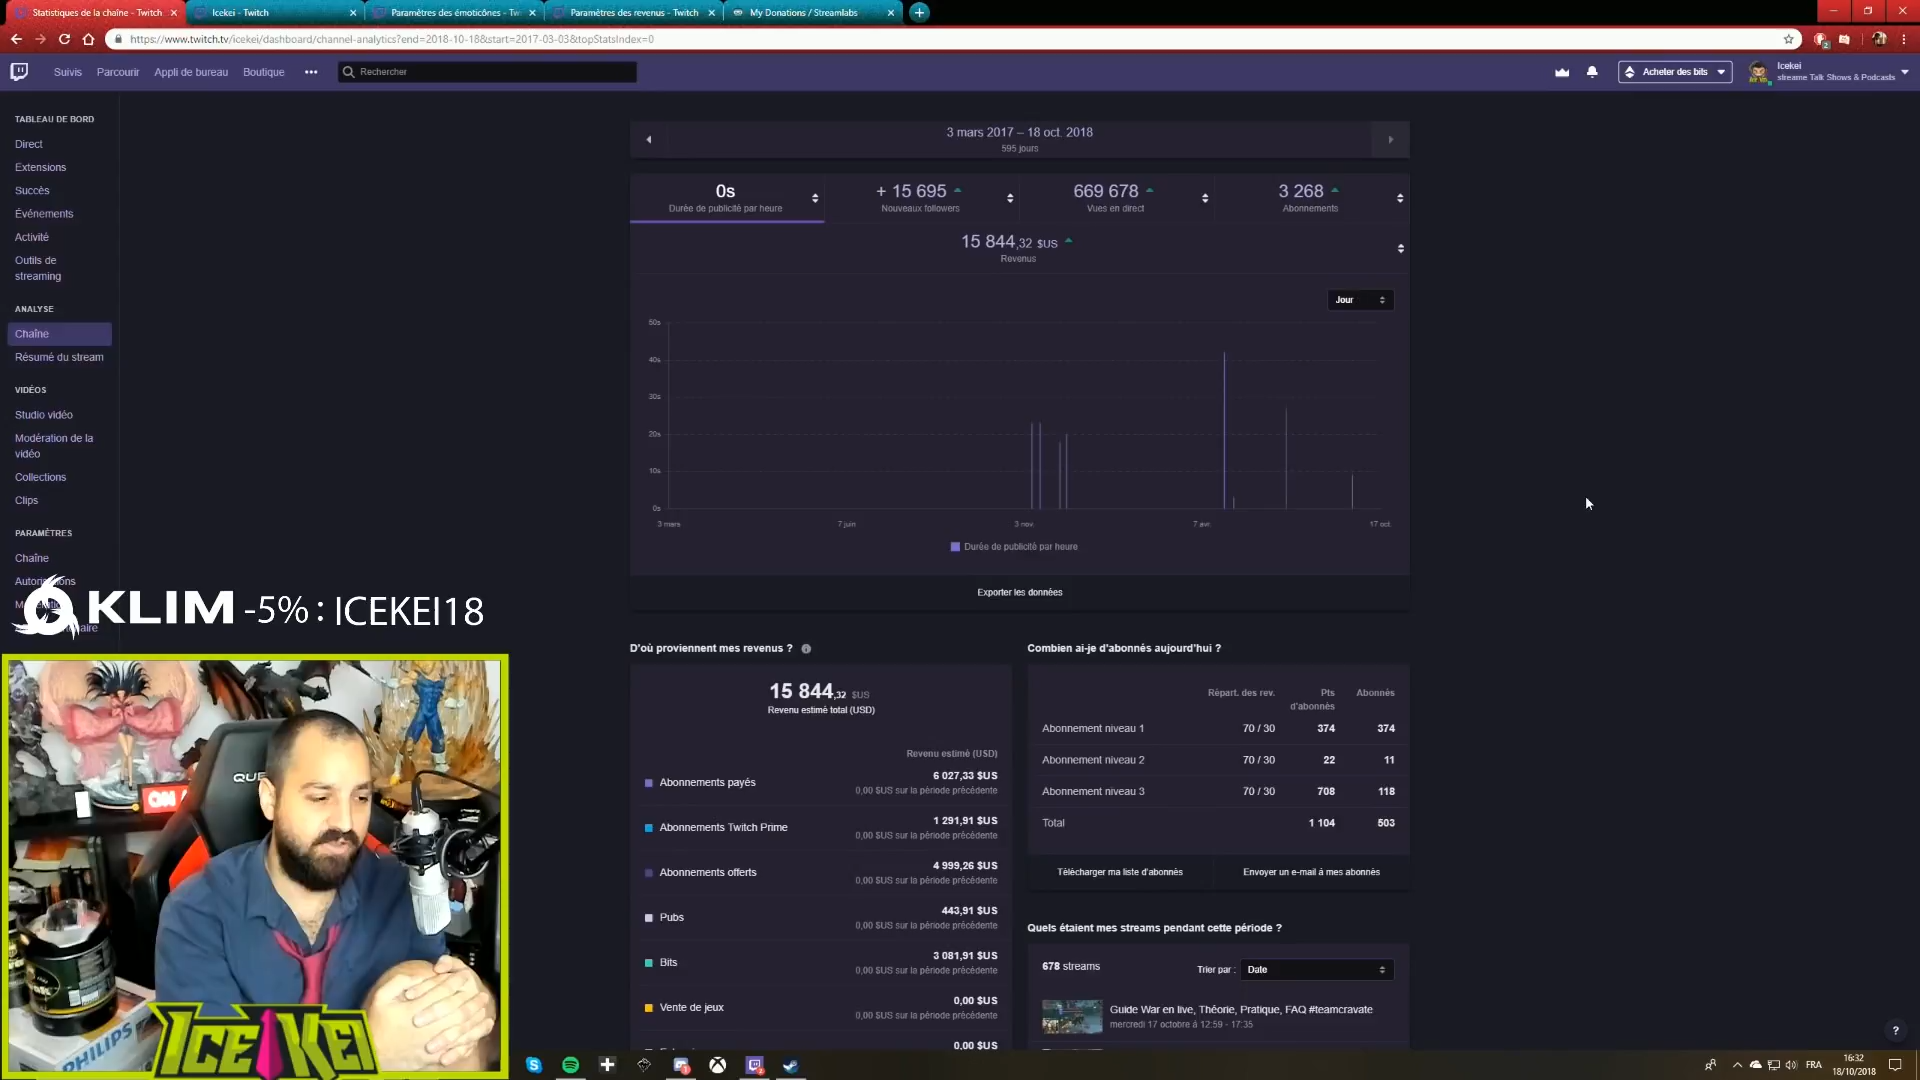 Statistiques de la chaîne - Twitch
Icekei - Twitch
Paramètres des émoticônes - Tw
Paramètres des revenus - Twitch
My Donations / Streamlabs
https://www.twitch.tv/icekei/dashboard/channel-analytics?end=2018-10-18&start=2017-03-03&topStatsIndex=0
Suivis
Parcourir
Appli de bureau
Boutique
Rechercher
Acheter des bits
Icekei
streame Talk Shows & Podcasts
TABLEAU DE BORD
Direct
Extensions
Succès
Événements
Activité
Outils de
streaming
ANALYSE
Chaîne
Résumé du stream
VIDÉOS
Studio vidéo
Modération de la
vidéo
Collections
Clips
PARAMÈTRES
Chaîne
3 mars 2017 – 18 oct. 2018
595 jours
0s
Durée de publicité par heure
+ 15 695
Nouveaux followers
669 678
Vues en direct
3 268
Abonnements
15 844,32 $US
Revenus
Jour
50s
40s
30s
20s
10s
0s
3 mars
7 juin
3 nov.
7 avr.
17 oct.
Durée de publicité par heure
Exporter les données
D'où proviennent mes revenus ?
15 844,32 $US
Revenu estimé total (USD)
Revenu estimé (USD)
Abonnements payés
6 027,33 $US
0,00 $US sur la période précédente
Abonnements Twitch Prime
1 291,91 $US
0,00 $US sur la période précédente
Abonnements offerts
4 999,26 $US
0,00 $US sur la période précédente
Pubs
443,91 $US
0,00 $US sur la période précédente
Bits
3 081,91 $US
0,00 $US sur la période précédente
Vente de jeux
0,00 $US
0,00 $US sur la période précédente
0,00 $US
Combien ai-je d'abonnés aujourd'hui ?
Répart. des rev.
Pts
d'abonnés
Abonnés
Abonnement niveau 1 70 / 30 374 374
Abonnement niveau 2 70 / 30 22 11
Abonnement niveau 3 70 / 30 708 118
Total 1 104 503
Télécharger ma liste d'abonnés
Envoyer un e-mail à mes abonnés
Quels étaient mes streams pendant cette période ?
678 streams
Trier par :
Date
Guide War en live, Théorie, Pratique, FAQ #teamcravate
mercredi 17 octobre à 12:59 - 17:35
?
KLIM -5% : ICEKEI18
ON
PHILIPS
ICEKEI
FRA
16:32
18/10/2018